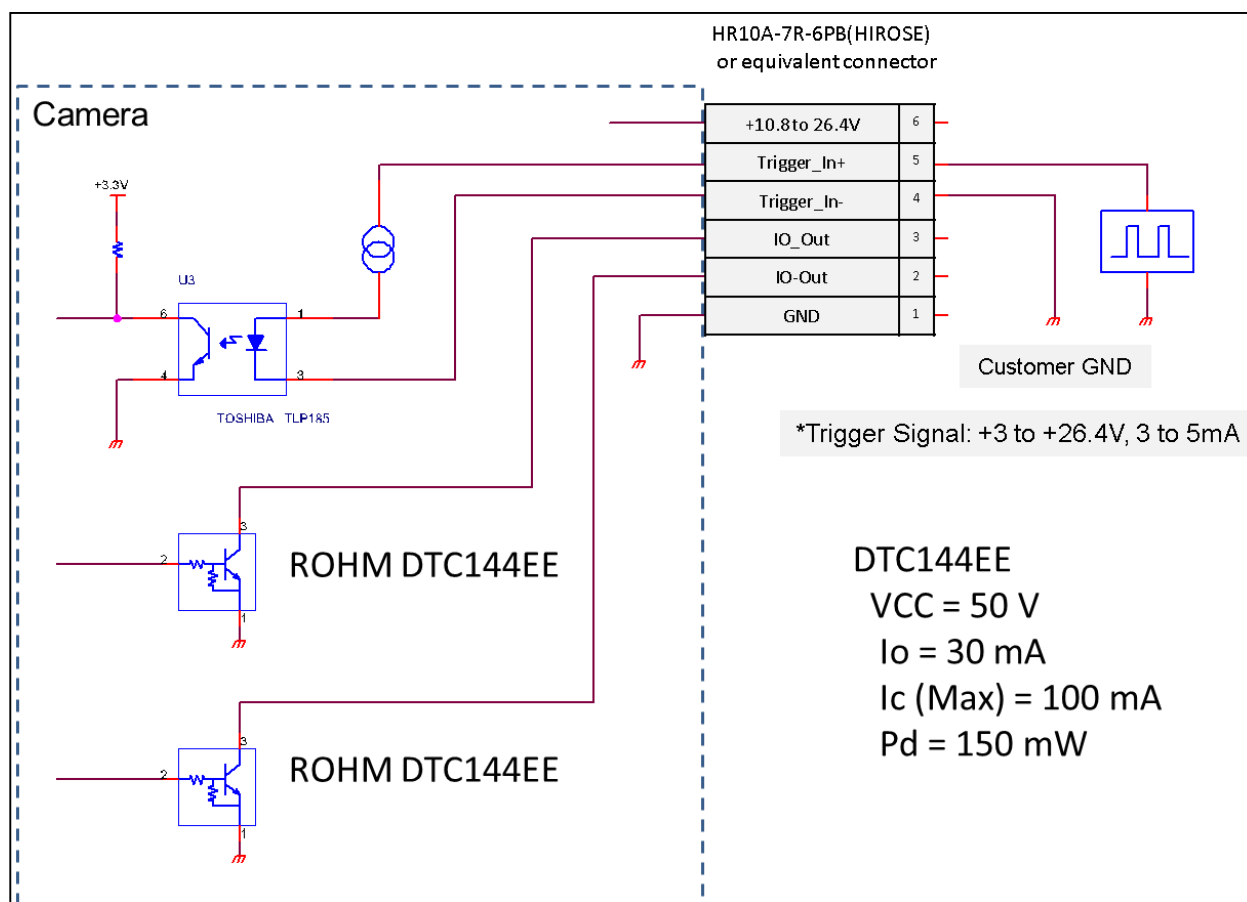 HR10A-7R-6PB(HIROSE)
or equivalent connector
Camera
+10.8 to 26.4V 6
Trigger_In+ 5
Trigger_In- 4
IO_Out 3
IO-Out 2
GND 1
+3.3V
U3
6
1
4
3
TOSHIBA TLP185
Customer GND
*Trigger Signal: +3 to +26.4V, 3 to 5mA
3
2
ROHM DTC144EE
1
DTC144EE
VCC = 50 V
Io = 30 mA
Ic (Max) = 100 mA
Pd = 150 mW
3
2
ROHM DTC144EE
1